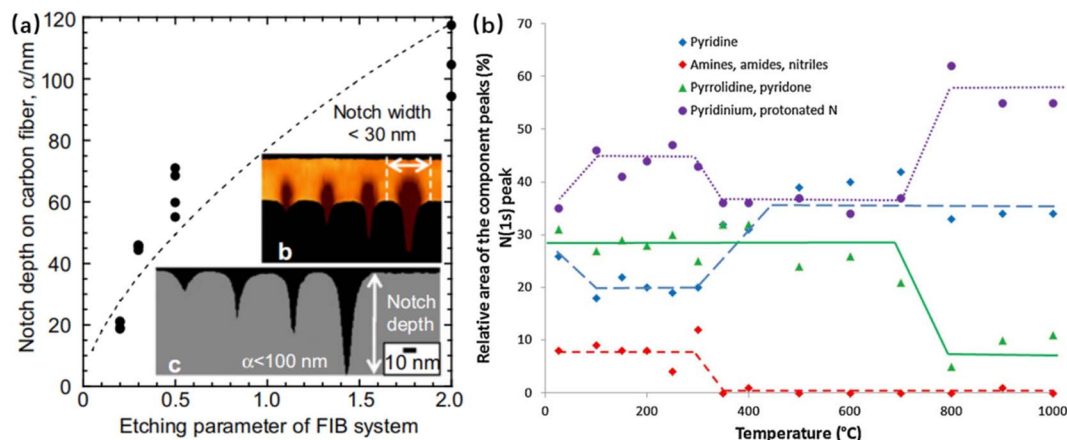 (a)
120
100
80
60
40
20
0
Notch depth on carbon fiber, α/nm
Notch width
< 30 nm
b
Notch
depth
c
α<100 nm
10 nm
0 0.5 1.0 1.5 2.0
Etching parameter of FIB system
(b)
70
60
50
40
30
20
10
0
Relative area of the component peaks (%)
N(1s) peak
Pyridine
Amines, amides, nitriles
Pyrrolidine, pyridone
Pyridinium, protonated N
0 200 400 600 800 1000
Temperature (°C)